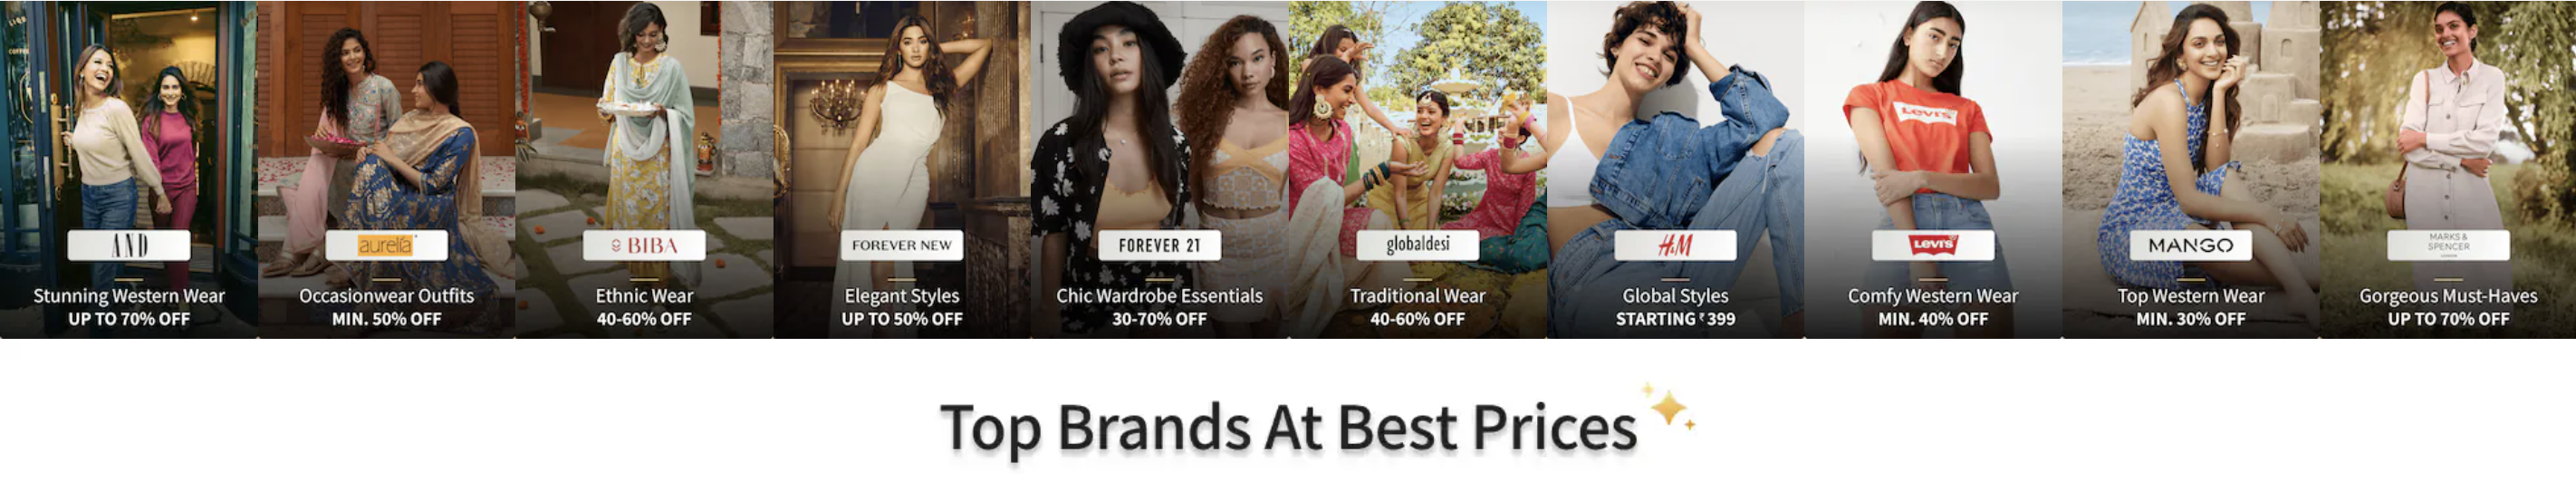 AND
Stunning Western Wear
UP TO 70% OFF
aurelia
Occasionwear Outfits
MIN. 50% OFF
BIBA
Ethnic Wear
40-60% OFF
FOREVER NEW
Elegant Styles
UP TO 50% OFF
FOREVER 21
Chic Wardrobe Essentials
30-70% OFF
globaldesi
Traditional Wear
40-60% OFF
H&M
Global Styles
STARTING ₹399
Levi's
LEVI'S
Comfy Western Wear
MIN. 40% OFF
MANGO
Top Western Wear
MIN. 30% OFF
MARKS &
SPENCER
LONDON
Gorgeous Must-Haves
UP TO 70% OFF
Top Brands At Best Prices